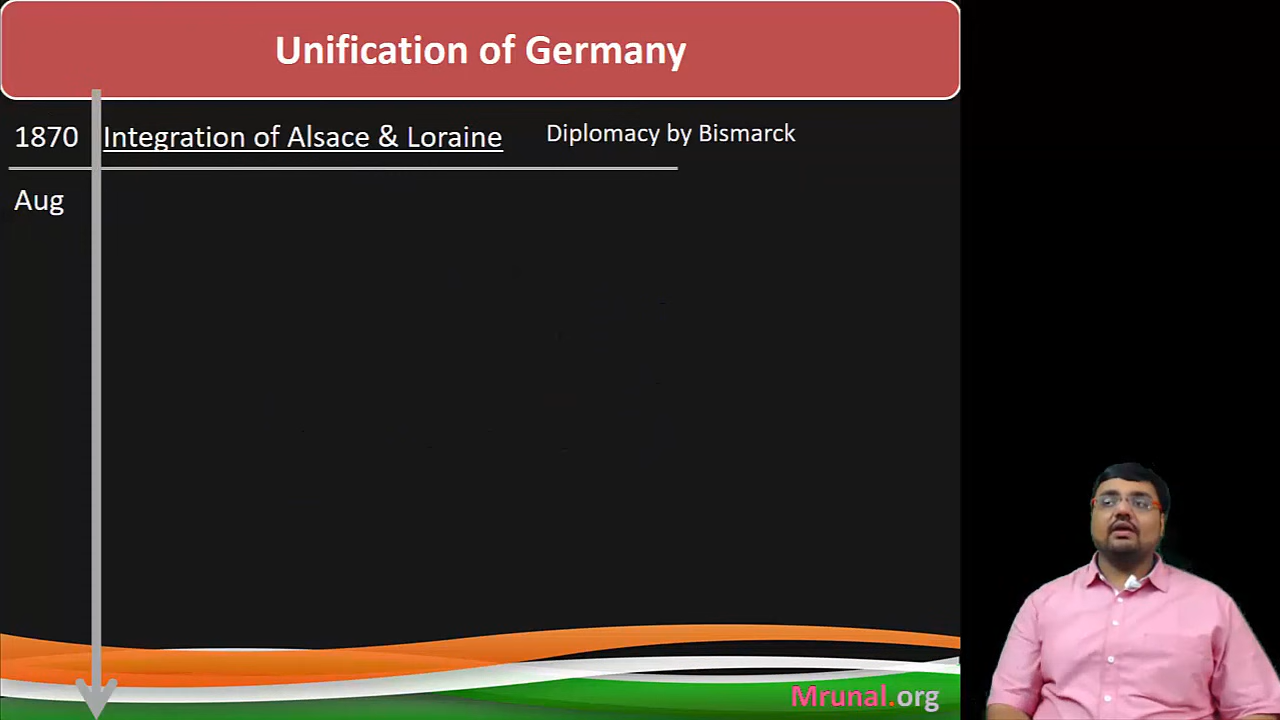 Unification of Germany
1870 Integration of Alsace & Loraine Diplomacy by Bismarck
Aug
Mrunal.org